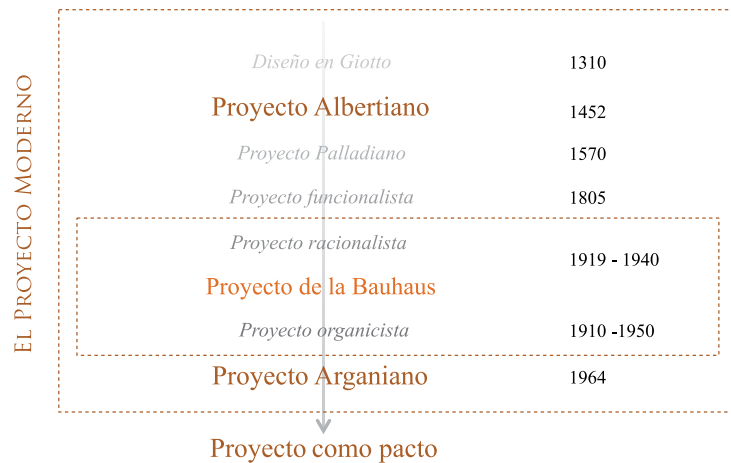 EL PROYECTO MODERNO
Diseño en Giotto 1310
Proyecto Albertiano 1452
Proyecto Palladiano 1570
Proyecto funcionalista 1805
Proyecto racionalista
1919 - 1940
Proyecto de la Bauhaus
Proyecto organicista 1910 -1950
Proyecto Arganiano 1964
Proyecto como pacto